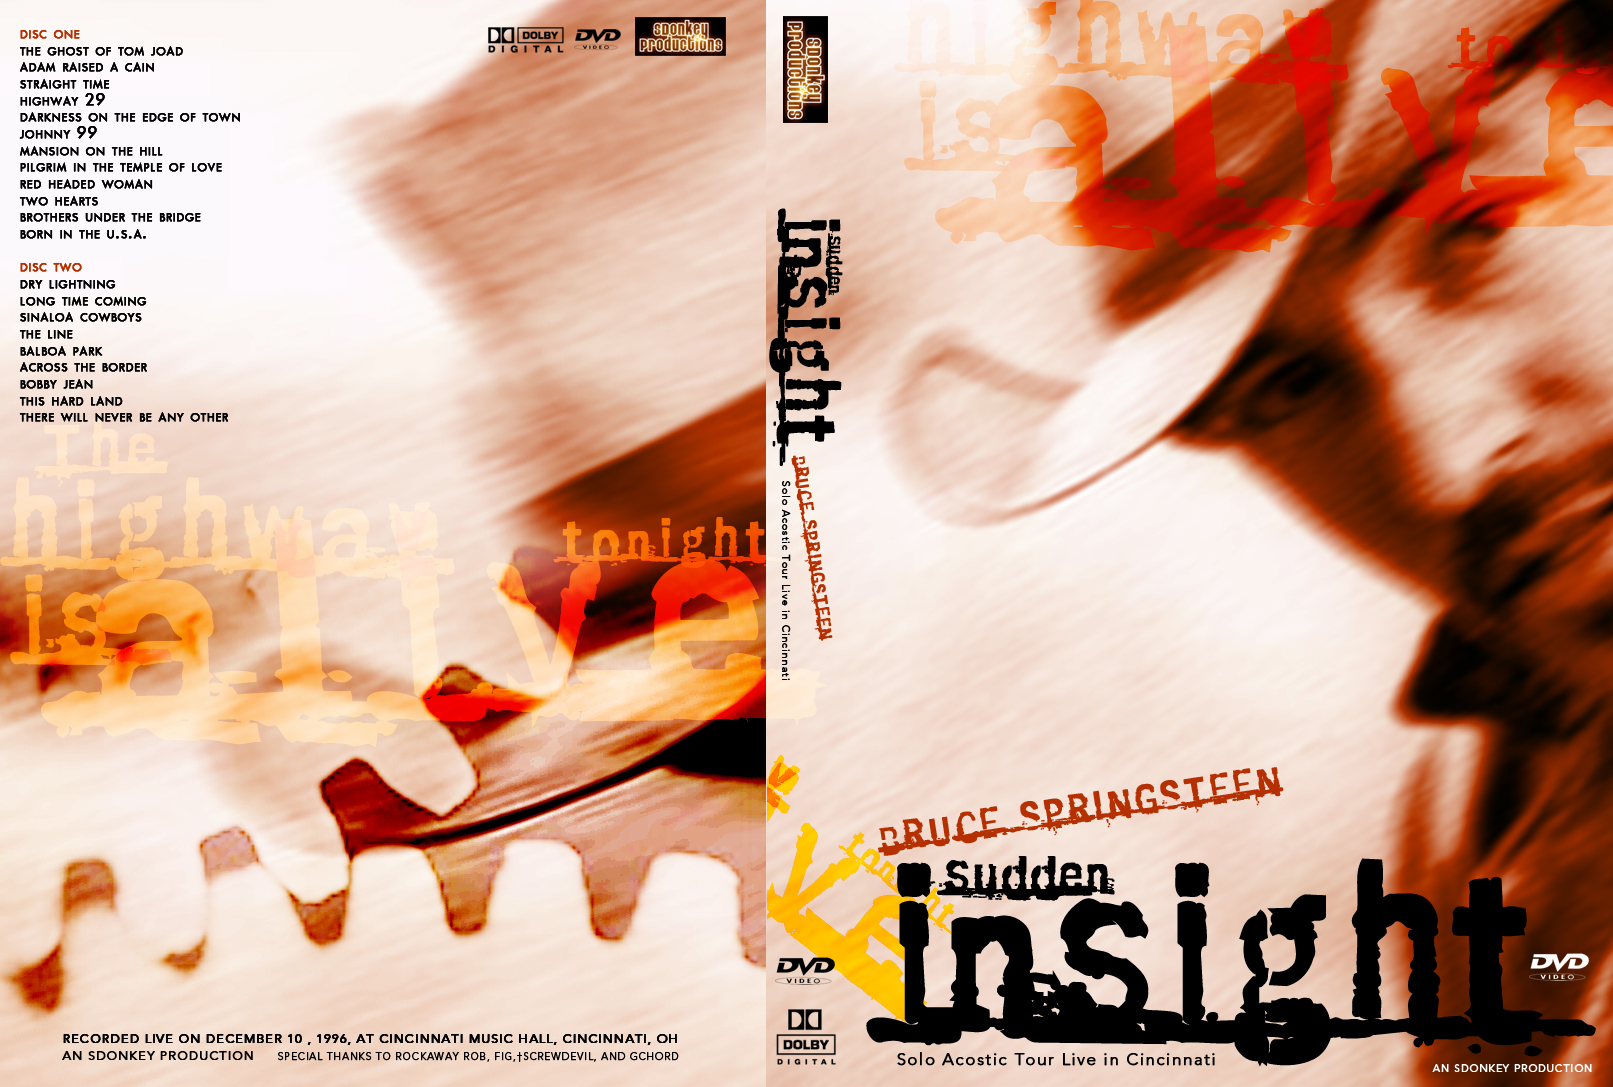 DISC ONE
THE GHOST OF TOM JOAD
ADAM RAISED A CAIN
STRAIGHT TIME
HIGHWAY 29
DARKNESS ON THE EDGE OF TOWN
JOHNNY 99
MANSION ON THE HILL
PILGRIM IN THE TEMPLE OF LOVE
RED HEADED WOMAN
TWO HEARTS
BROTHERS UNDER THE BRIDGE
BORN IN THE U.S.A.
DISC TWO
DRY LIGHTNING
LONG TIME COMING
SINALOA COWBOYS
THE LINE
BALBOA PARK
ACROSS THE BORDER
BOBBY JEAN
THIS HARD LAND
THERE WILL NEVER BE ANY OTHER
DOLBY
DIGITAL
DVD
VIDEO
sdonkey
productions
The
highway
is alive
tonight
RECORDED LIVE ON DECEMBER 10 , 1996, AT CINCINNATI MUSIC HALL, CINCINNATI, OH
AN SDONKEY PRODUCTION SPECIAL THANKS TO ROCKAWAY ROB, FIG,†SCREWDEVIL, AND GCHORD
sdonkey
productions
sudden
insight
BRUCE SPRINGSTEEN
Solo Acostic Tour Live in Cincinnati
DVD
VIDEO
DOLBY
DIGITAL
highway
is alive
tonig
tonight
BRUCE SPRINGSTEEN
sudden
insight
Solo Acostic Tour Live in Cincinnati
DVD
VIDEO
AN SDONKEY PRODUCTION